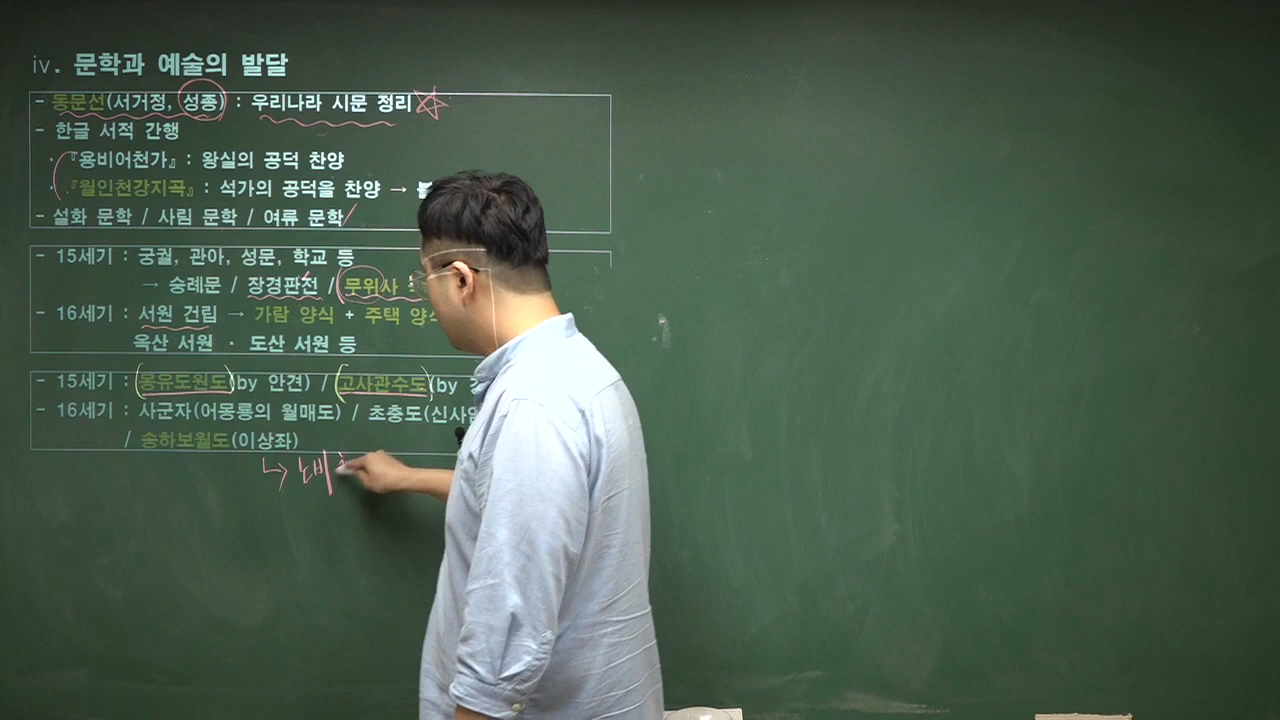 iv. 문학과 예술의 발달
- 동문선(서거정, 성종) : 우리나라 시문 정리
- 한글 서적 간행
· 『용비어천가』 : 왕실의 공덕 찬양
· 『월인천강지곡』 : 석가의 공덕을 찬양 →
- 설화 문학 / 사림 문학 / 여류 문학
- 15세기 : 궁궐, 관아, 성문, 학교 등
→ 숭례문 / 장경판전 / 무위사
- 16세기 : 서원 건립 → 가람 양식 + 주택 양식
옥산 서원 · 도산 서원 등
- 15세기 : 몽유도원도(by 안견) / 고사관수도(by
- 16세기 : 사군자(어몽룡의 월매도) / 초충도(신사임
/ 송하보월도(이상좌)
↳ 노비